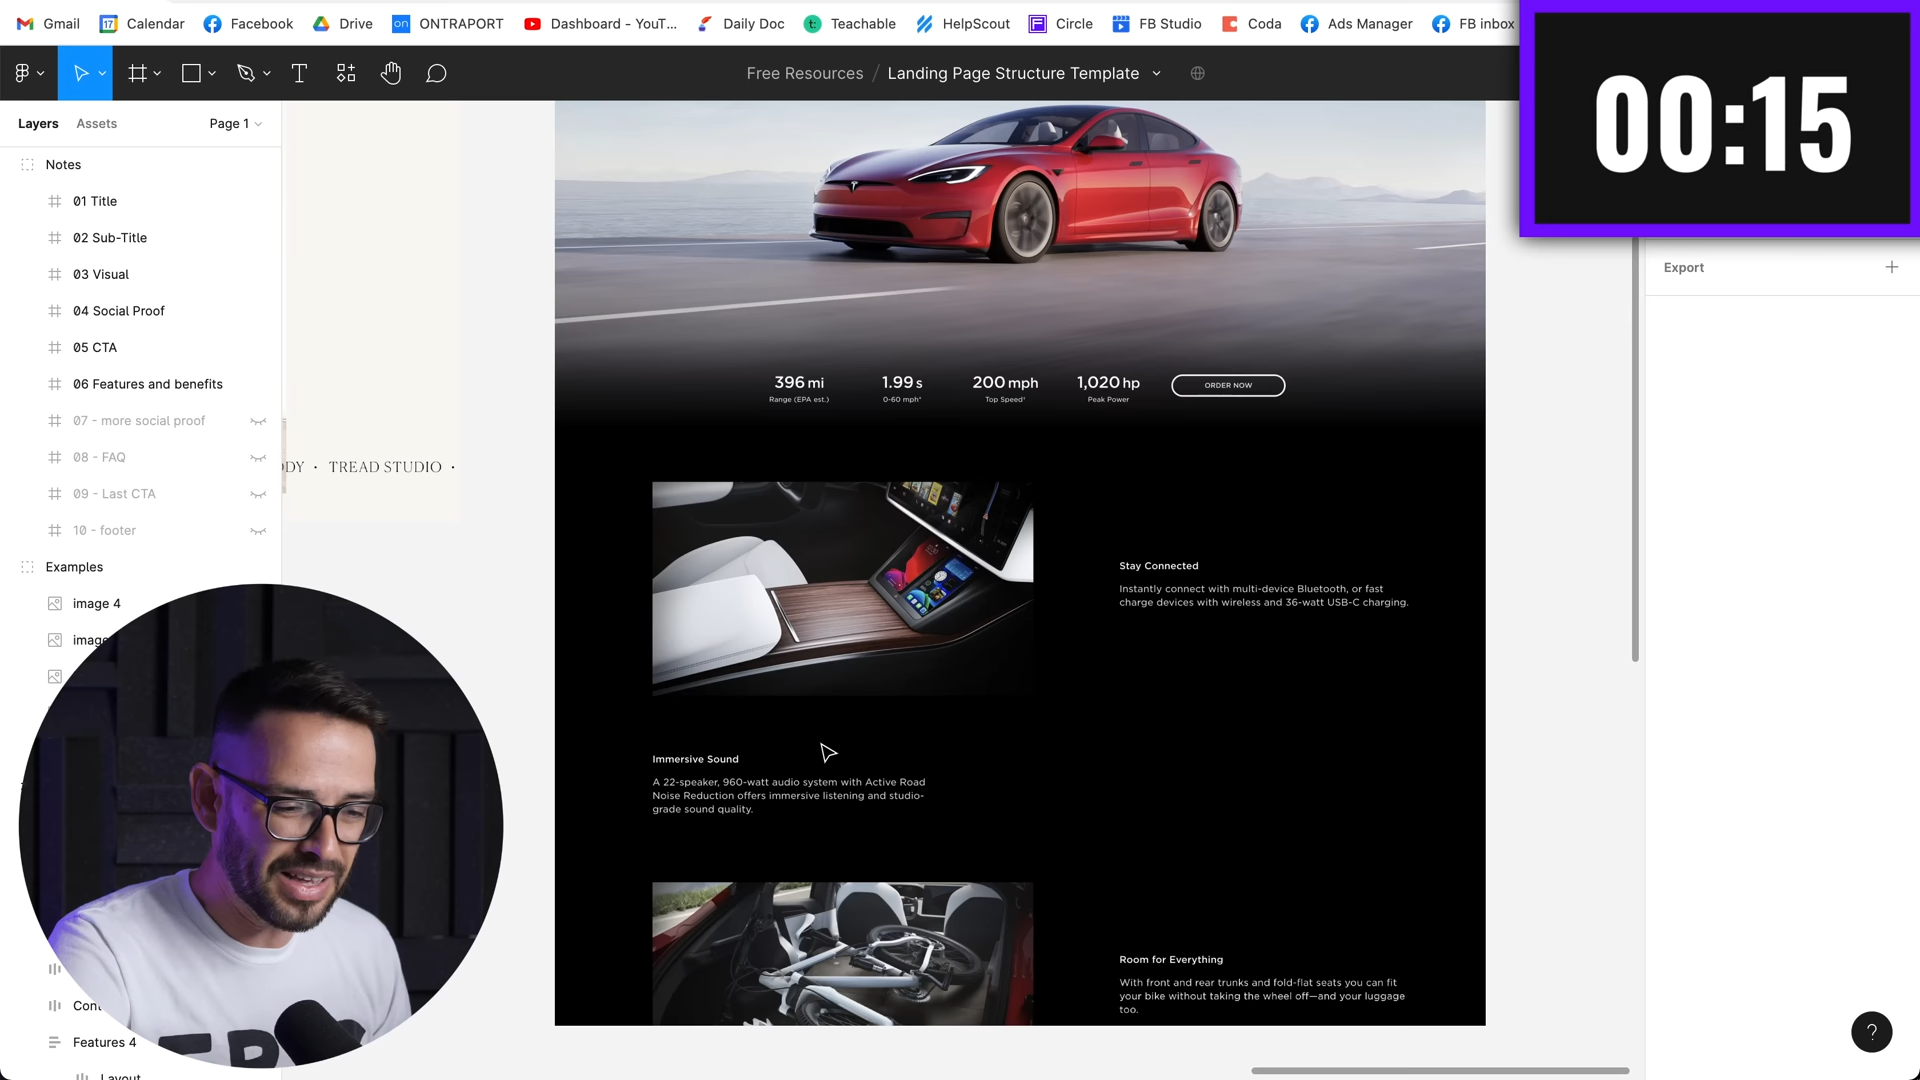 Gmail
17 Calendar
Facebook
Drive
on ONTRAPORT
Dashboard - YouT...
Daily Doc
t: Teachable
HelpScout
Circle
FB Studio
Coda
Ads Manager
FB inbox
00:15
Free Resources / Landing Page Structure Template
Layers
Assets
Page 1
Export
Notes
01 Title
02 Sub-Title
03 Visual
04 Social Proof
05 CTA
06 Features and benefits
07 - more social proof
08 - FAQ
09 - Last CTA
10 - footer
Examples
image 4
Features 4
Layout
TREAD STUDIO •
396 mi
Range (EPA est.)
1.99 s
0-60 mph*
200 mph
Top Speed†
1,020 hp
Peak Power
ORDER NOW
Stay Connected
Instantly connect with multi-device Bluetooth, or fast
charge devices with wireless and 36-watt USB-C charging.
Immersive Sound
A 22-speaker, 960-watt audio system with Active Road
Noise Reduction offers immersive listening and studio-
grade sound quality.
Room for Everything
With front and rear trunks and fold-flat seats you can fit
your bike without taking the wheel off—and your luggage
too.
?